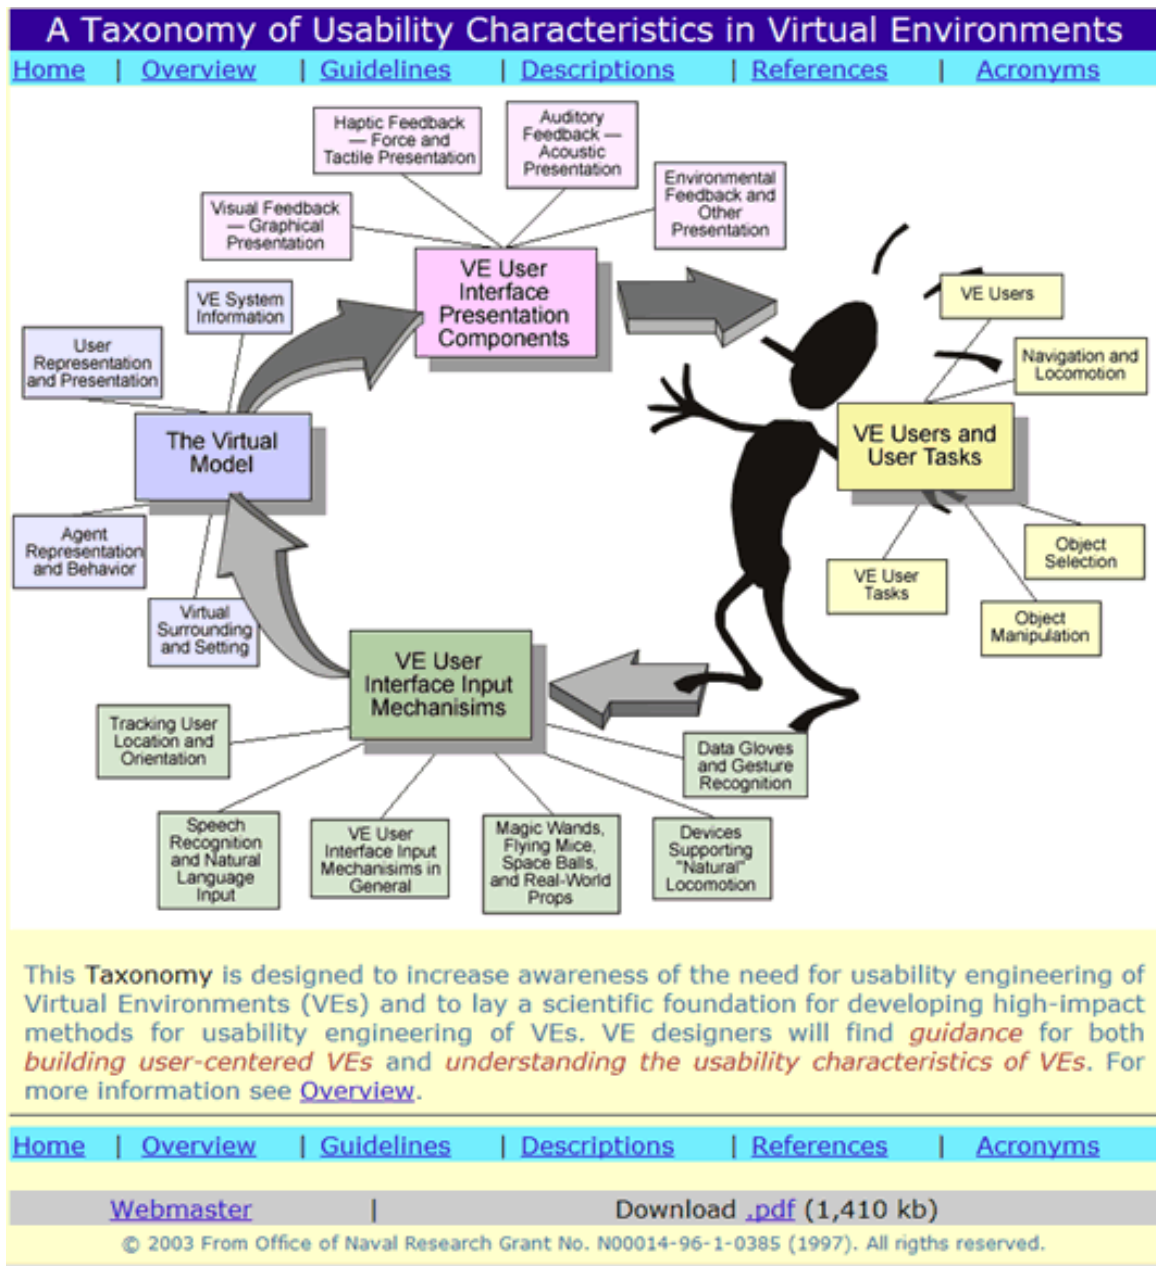 A Taxonomy of Usability Characteristics in Virtual Environments
Home | Overview | Guidelines | Descriptions | References | Acronyms
Haptic Feedback
— Force and
Tactile Presentation
Auditory
Feedback —
Acoustic
Presentation
Environmental
Feedback and
Other
Presentation
Visual Feedback
— Graphical
Presentation
VE User
Interface
Presentation
Components
VE System
Information
User
Representation
and Presentation
The Virtual
Model
Agent
Representation
and Behavior
Virtual
Surrounding
and Setting
VE Users
Navigation and
Locomotion
VE Users and
User Tasks
VE User
Tasks
Object
Selection
Object
Manipulation
VE User
Interface Input
Mechanisims
Tracking User
Location and
Orientation
Speech
Recognition
and Natural
Language
Input
VE User
Interface Input
Mechanisims in
General
Magic Wands,
Flying Mice,
Space Balls,
and Real-World
Props
Devices
Supporting
"Natural"
Locomotion
Data Gloves
and Gesture
Recognition
This Taxonomy is designed to increase awareness of the need for usability engineering of
Virtual Environments (VEs) and to lay a scientific foundation for developing high-impact
methods for usability engineering of VEs. VE designers will find guidance for both
building user-centered VEs and understanding the usability characteristics of VEs. For
more information see Overview.
Home | Overview | Guidelines | Descriptions | References | Acronyms
Webmaster | Download .pdf (1,410 kb)
© 2003 From Office of Naval Research Grant No. N00014-96-1-0385 (1997). All rigths reserved.